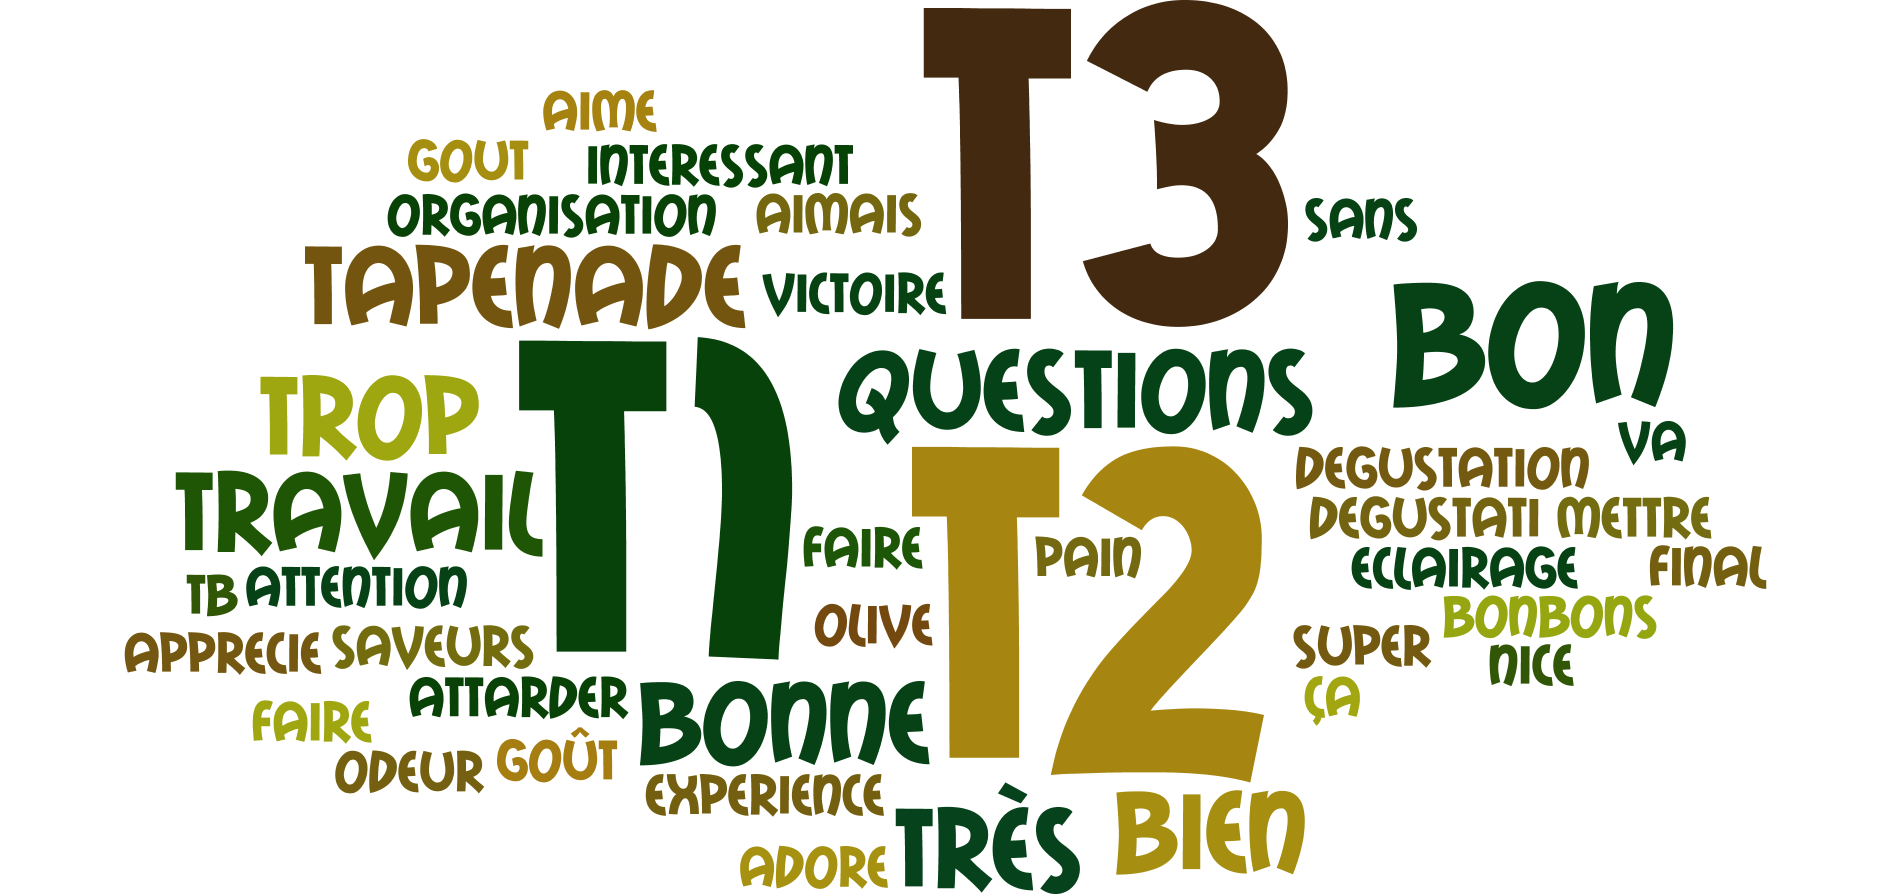 T3
AIME
GOUT
INTERESSANT
ORGANISATION
AIMAIS
SANS
TAPENADE
VICTOIRE
BON
T1
QUESTIONS
TROP
VA
TRAVAIL
T2
DEGUSTATION
DEGUSTATI
METTRE
FAIRE
PAIN
ECLAIRAGE
FINAL
TB
ATTENTION
OLIVE
BONBONS
APPRECIE
SAVEURS
SUPER
NICE
ATTARDER
BONNE
ÇA
FAIRE
ODEUR
GOÛT
EXPERIENCE
TRÈS
BIEN
ADORE